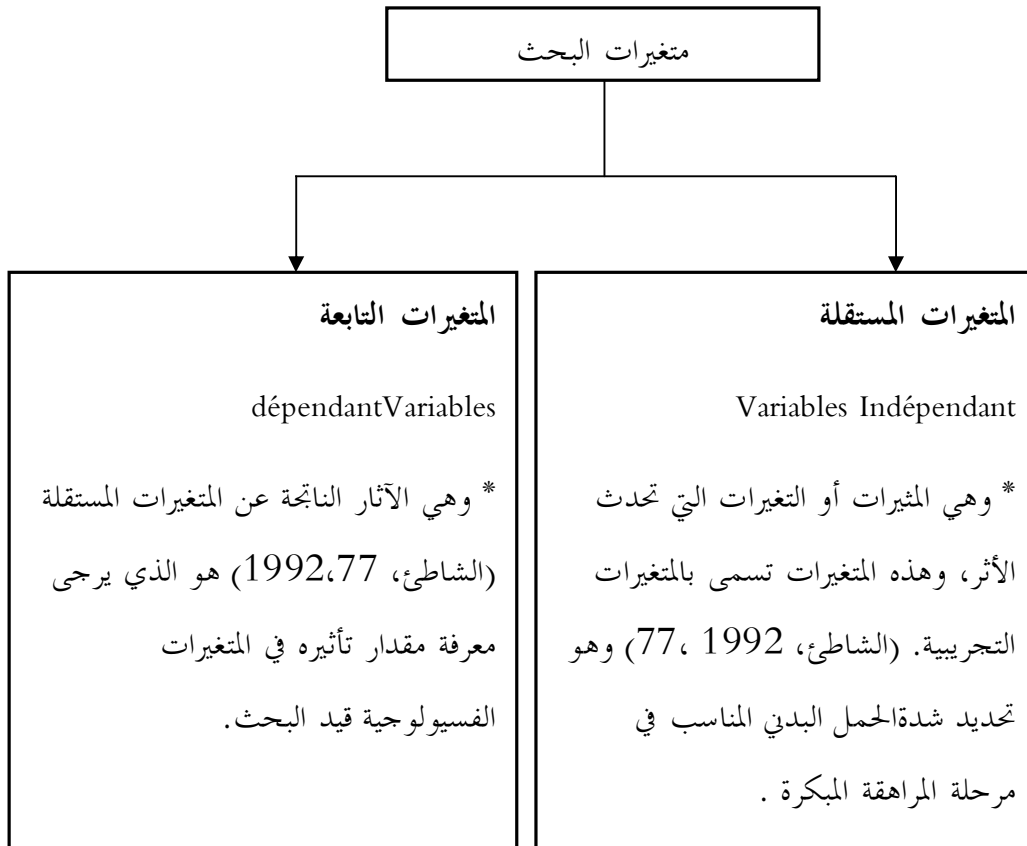 متغيرات البحث
المتغيرات المستقلة
Variables Indépendant
* وهي المثيرات أو التغيرات التي تحدث
الأثر، وهذه المتغيرات تسمى بالمتغيرات
التجريبية. (الشاطئ، 1992 ،77) وهو
تحديد شدةالحمل البدني المناسب في
مرحلة المراهقة المبكرة .
المتغيرات التابعة
dépendantVariables
* وهي الآثار الناتجة عن المتغيرات المستقلة
(الشاطئ، 1992،77) هو الذي يرجى
معرفة مقدار تأثيره في المتغيرات
الفسيولوجية قيد البحث.